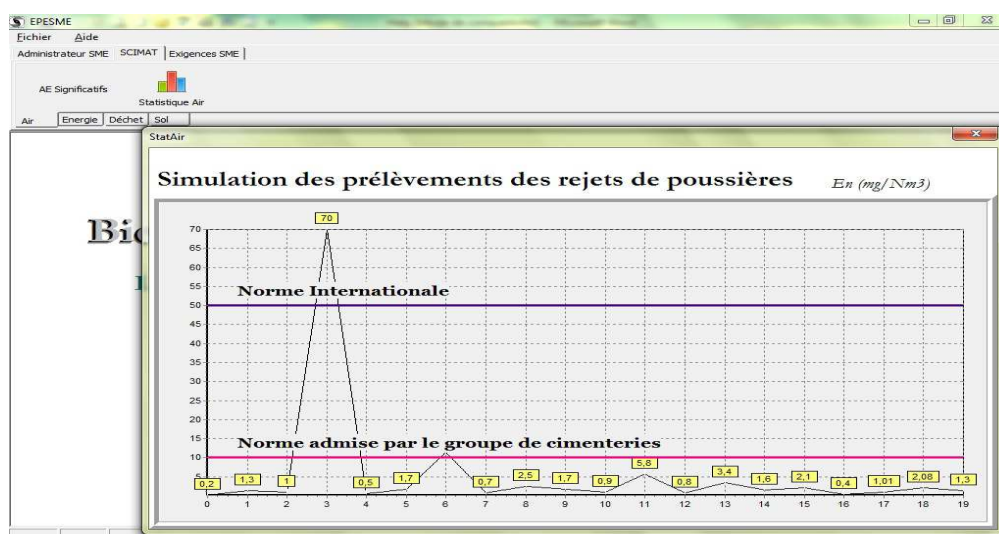 EPESME
Fichier Aide
Administrateur SME SCIMAT Exigences SME
AE Significatifs
Statistique Air
Air Energie Déchet Sol
StatAir
Simulation des prélèvements des rejets de poussières En (mg/Nm3)
Bio
70
70
65
60
55
Norme Internationale
50
45
40
35
30
25
20
15
Norme admise par le groupe de cimenteries
10
5
0,2 1,3 1 0,5 1,7 0,7 2,5 1,7 0,9 5,8 0,8 3,4 1,6 2,1 0,4 1,01 2,08 1,3
0 1 2 3 4 5 6 7 8 9 10 11 12 13 14 15 16 17 18 19